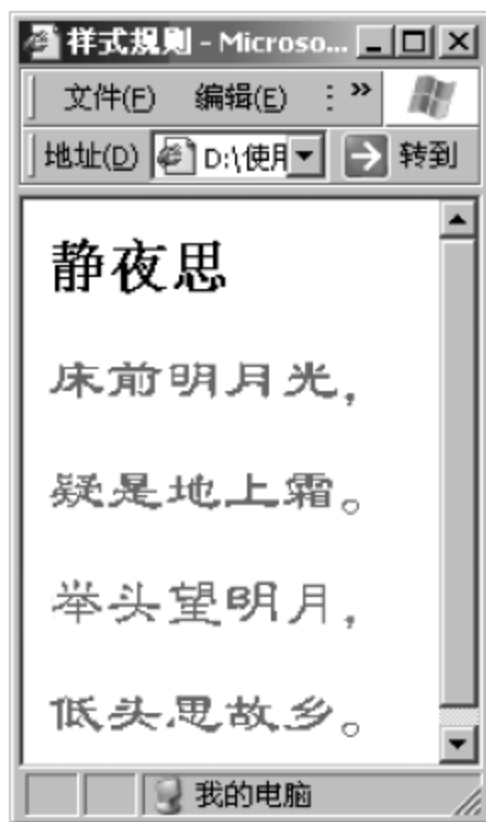 样式规则 - Microso...
文件(F) 编辑(E) »
地址(D) D:\使用 转到
静夜思
床前明月光，
疑是地上霜。
举头望明月，
低头思故乡。
我的电脑